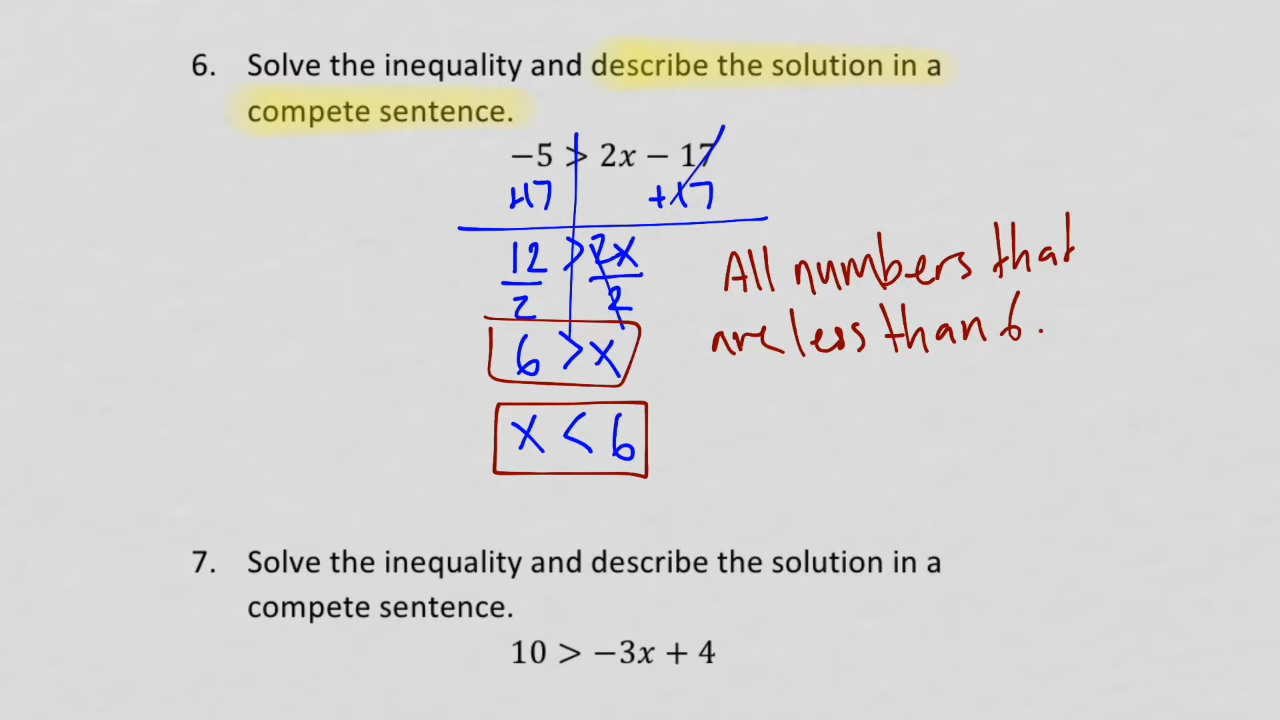 6. Solve the inequality and describe the solution in a
compete sentence.
−5 > 2x − 17
+17 +17
12 > 2x
2 2
6 > x
x < 6
All numbers that
are less than 6.
7. Solve the inequality and describe the solution in a
compete sentence.
10 > −3x + 4